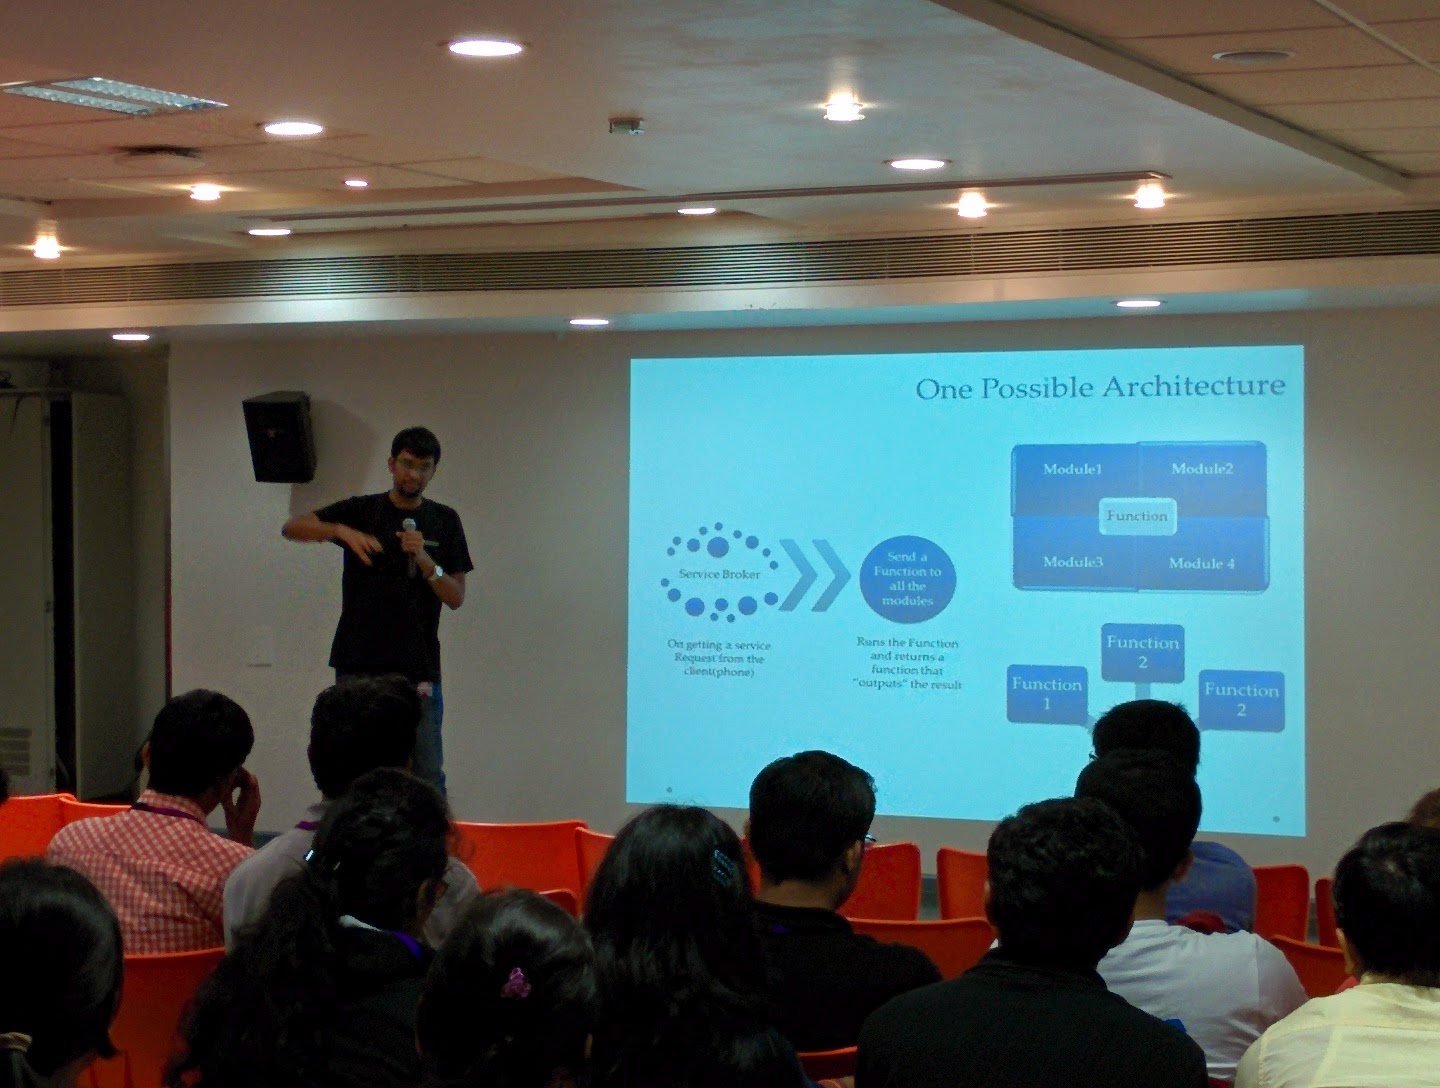 One Possible Architecture
Module1
Module2
Function
Module3
Module 4
Service Broker
Send a
Function to
all the
modules
On getting a service
Request from the
client(phone)
Runs the Function
and returns a
function that
"outputs" the result
Function
1
Function
2
Function
2